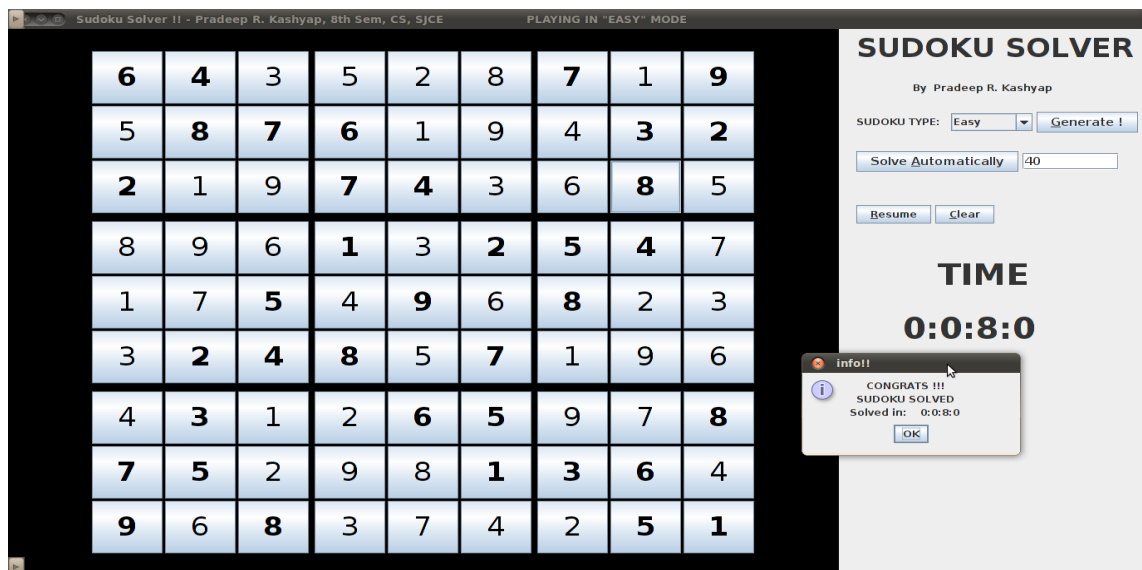 Sudoku Solver !! - Pradeep R. Kashyap, 8th Sem, CS, SJCE PLAYING IN "EASY" MODE
6 4 3 5 2 8 7 1 9
5 8 7 6 1 9 4 3 2
2 1 9 7 4 3 6 8 5
8 9 6 1 3 2 5 4 7
1 7 5 4 9 6 8 2 3
3 2 4 8 5 7 1 9 6
4 3 1 2 6 5 9 7 8
7 5 2 9 8 1 3 6 4
9 6 8 3 7 4 2 5 1
SUDOKU SOLVER
By Pradeep R. Kashyap
SUDOKU TYPE: Easy Generate !
Solve Automatically 40
Resume Clear
TIME
0:0:8:0
info!!
CONGRATS !!!
SUDOKU SOLVED
Solved in: 0:0:8:0
OK